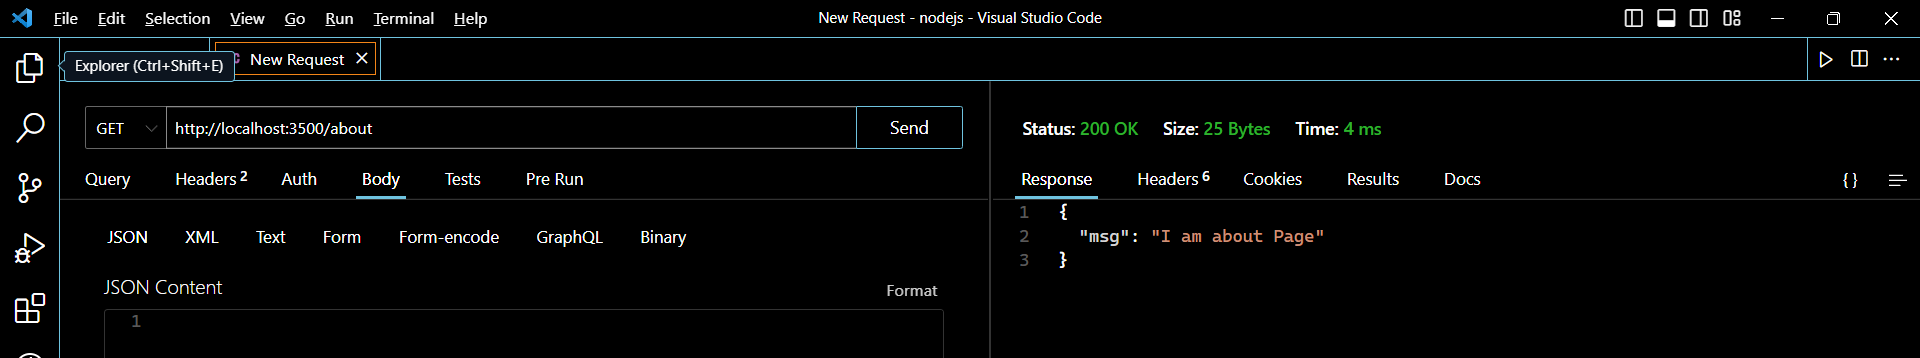 File Edit Selection View Go Run Terminal Help
New Request - nodejs - Visual Studio Code
Explorer (Ctrl+Shift+E)
New Request
GET http://localhost:3500/about Send
Query Headers 2 Auth Body Tests Pre Run
JSON XML Text Form Form-encode GraphQL Binary
JSON Content
Format
1
Status: 200 OK Size: 25 Bytes Time: 4 ms
Response Headers 6 Cookies Results Docs {}
1 {
2 "msg": "I am about Page"
3 }